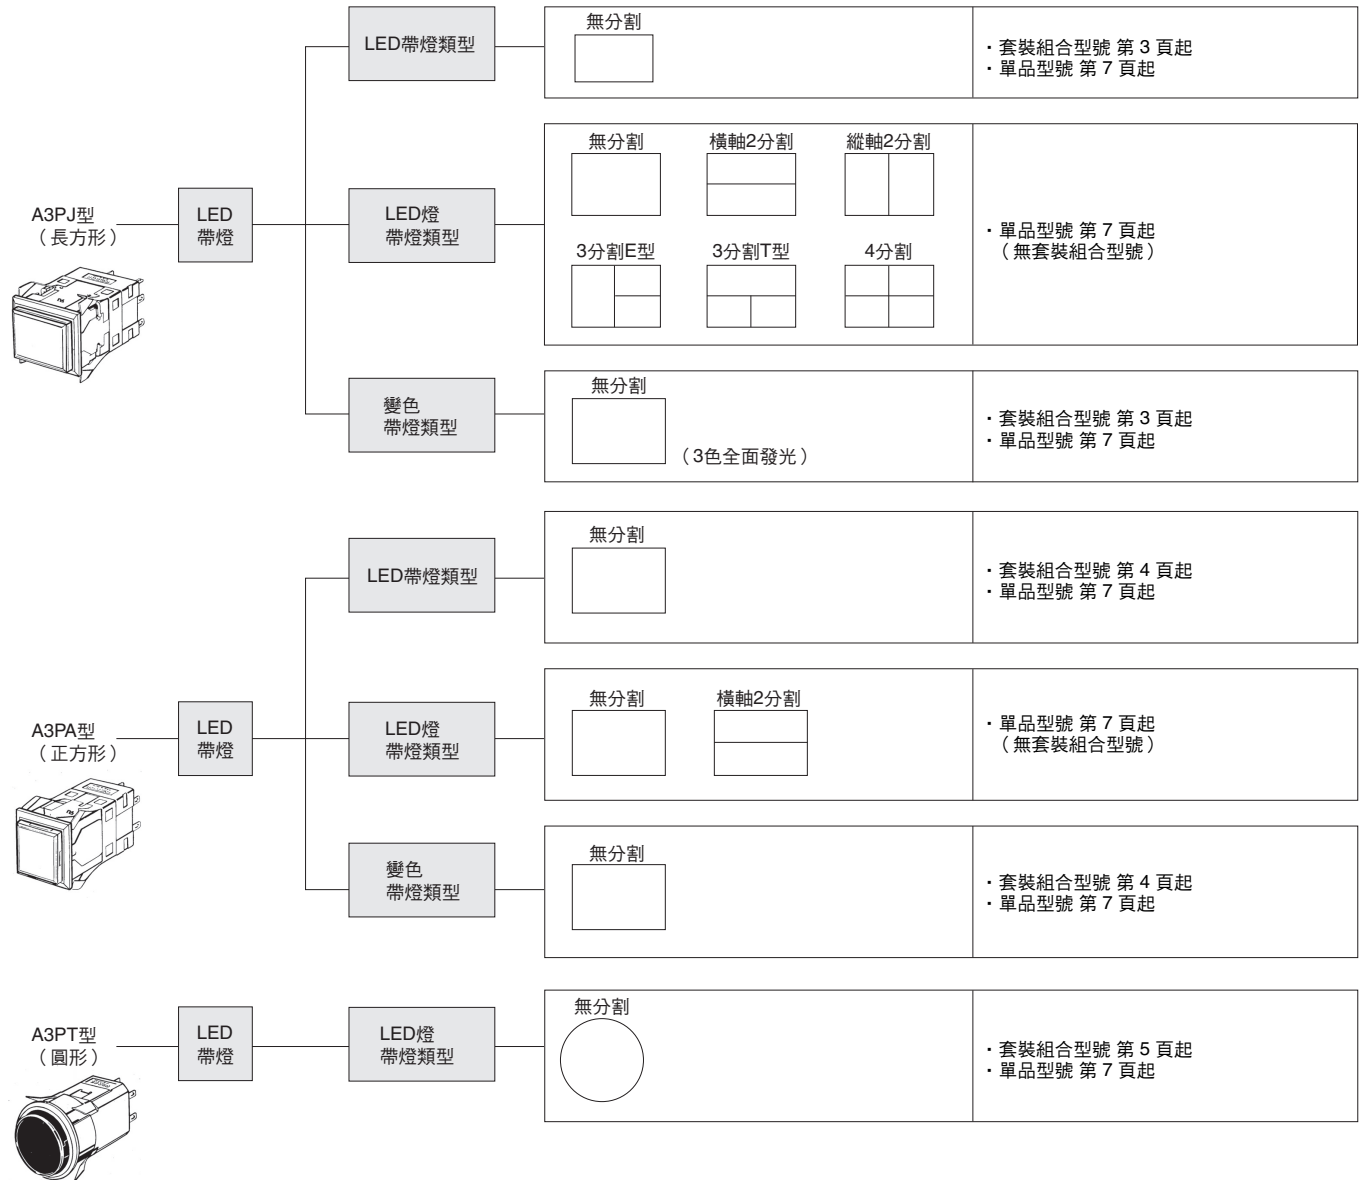 LED帶燈類型
無分割
・套裝組合型號 第 3 頁起
・單品型號 第 7 頁起
A3PJ型
（長方形）
LED
帶燈
LED燈
帶燈類型
無分割
橫軸2分割
縱軸2分割
3分割E型
3分割T型
4分割
・單品型號 第 7 頁起
（無套裝組合型號）
變色
帶燈類型
無分割
（3色全面發光）
・套裝組合型號 第 3 頁起
・單品型號 第 7 頁起
LED帶燈類型
無分割
・套裝組合型號 第 4 頁起
・單品型號 第 7 頁起
A3PA型
（正方形）
LED
帶燈
LED燈
帶燈類型
無分割
橫軸2分割
・單品型號 第 7 頁起
（無套裝組合型號）
變色
帶燈類型
無分割
・套裝組合型號 第 4 頁起
・單品型號 第 7 頁起
A3PT型
（圓形）
LED
帶燈
LED燈
帶燈類型
無分割
・套裝組合型號 第 5 頁起
・單品型號 第 7 頁起